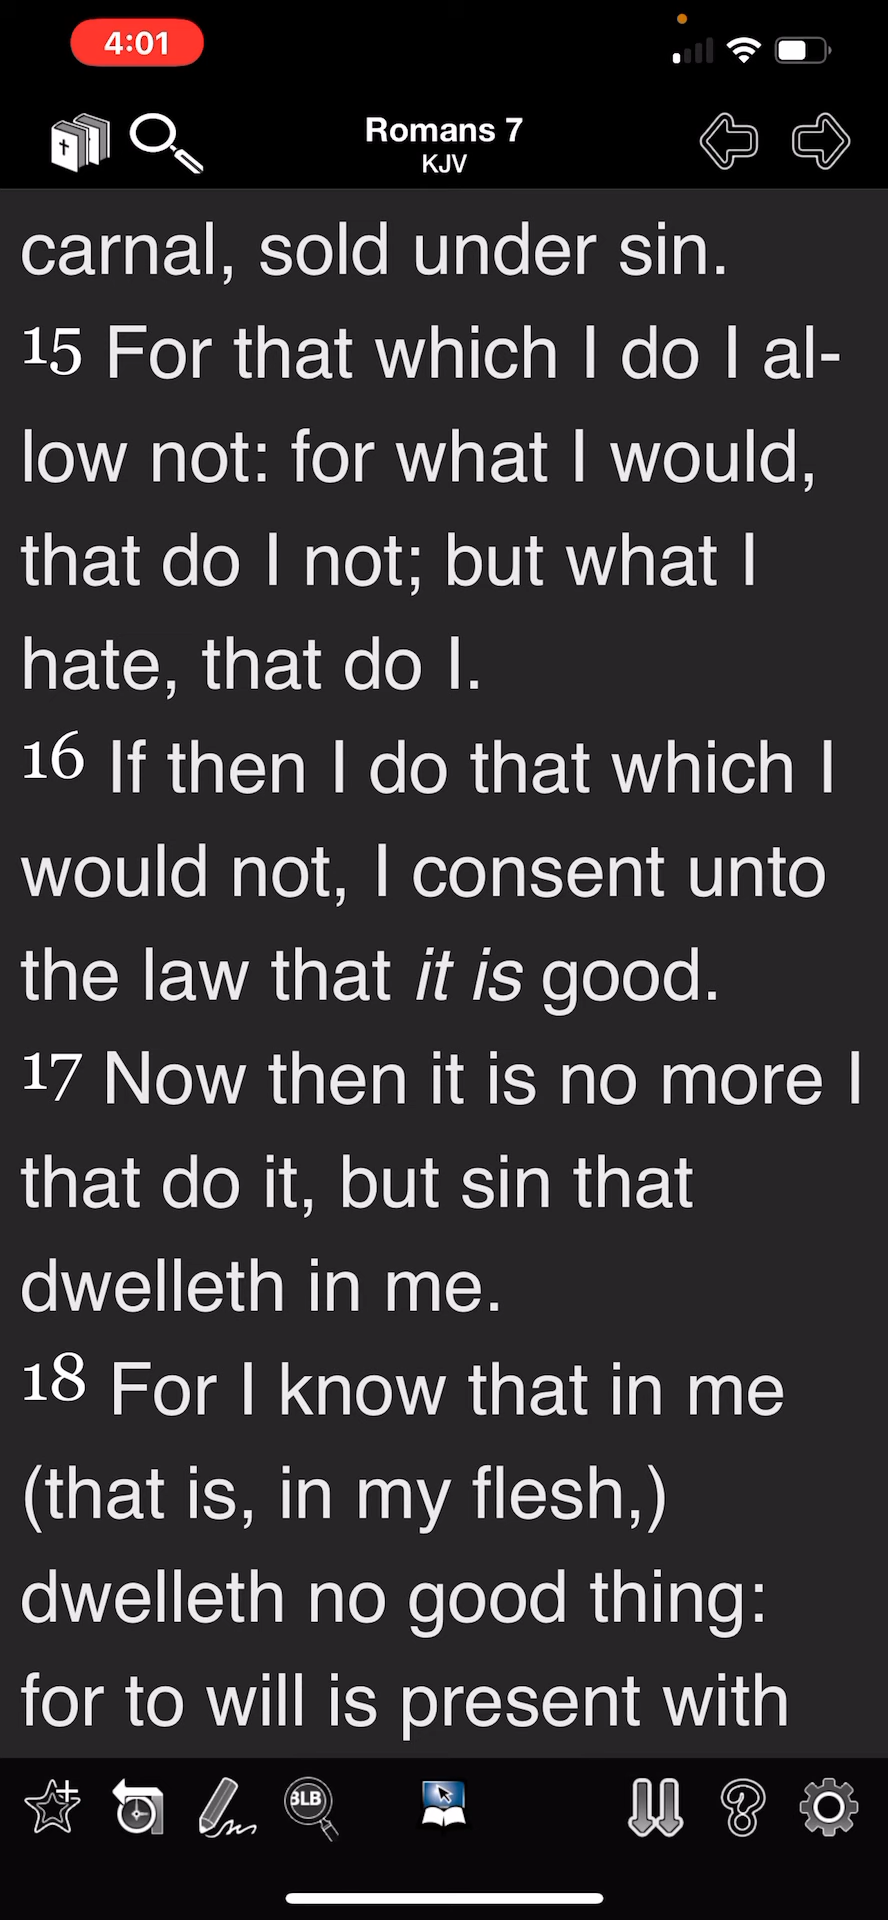 4:01
Romans 7
KJV
carnal, sold under sin.
15 For that which I do I al-
low not: for what I would,
that do I not; but what I
hate, that do I.
16 If then I do that which I
would not, I consent unto
the law that it is good.
17 Now then it is no more I
that do it, but sin that
dwelleth in me.
18 For I know that in me
(that is, in my flesh,)
dwelleth no good thing:
for to will is present with
BLB